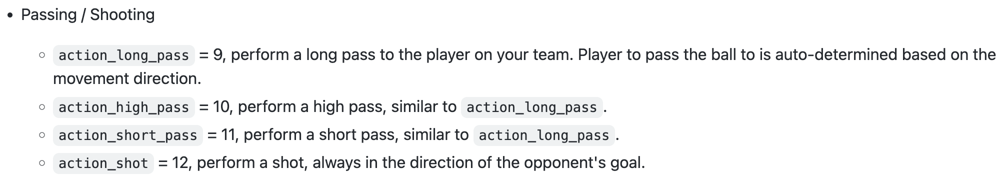 • Passing / Shooting
○ action_long_pass = 9, perform a long pass to the player on your team. Player to pass the ball to is auto-determined based on the
movement direction.
○ action_high_pass = 10, perform a high pass, similar to action_long_pass.
○ action_short_pass = 11, perform a short pass, similar to action_long_pass.
○ action_shot = 12, perform a shot, always in the direction of the opponent's goal.